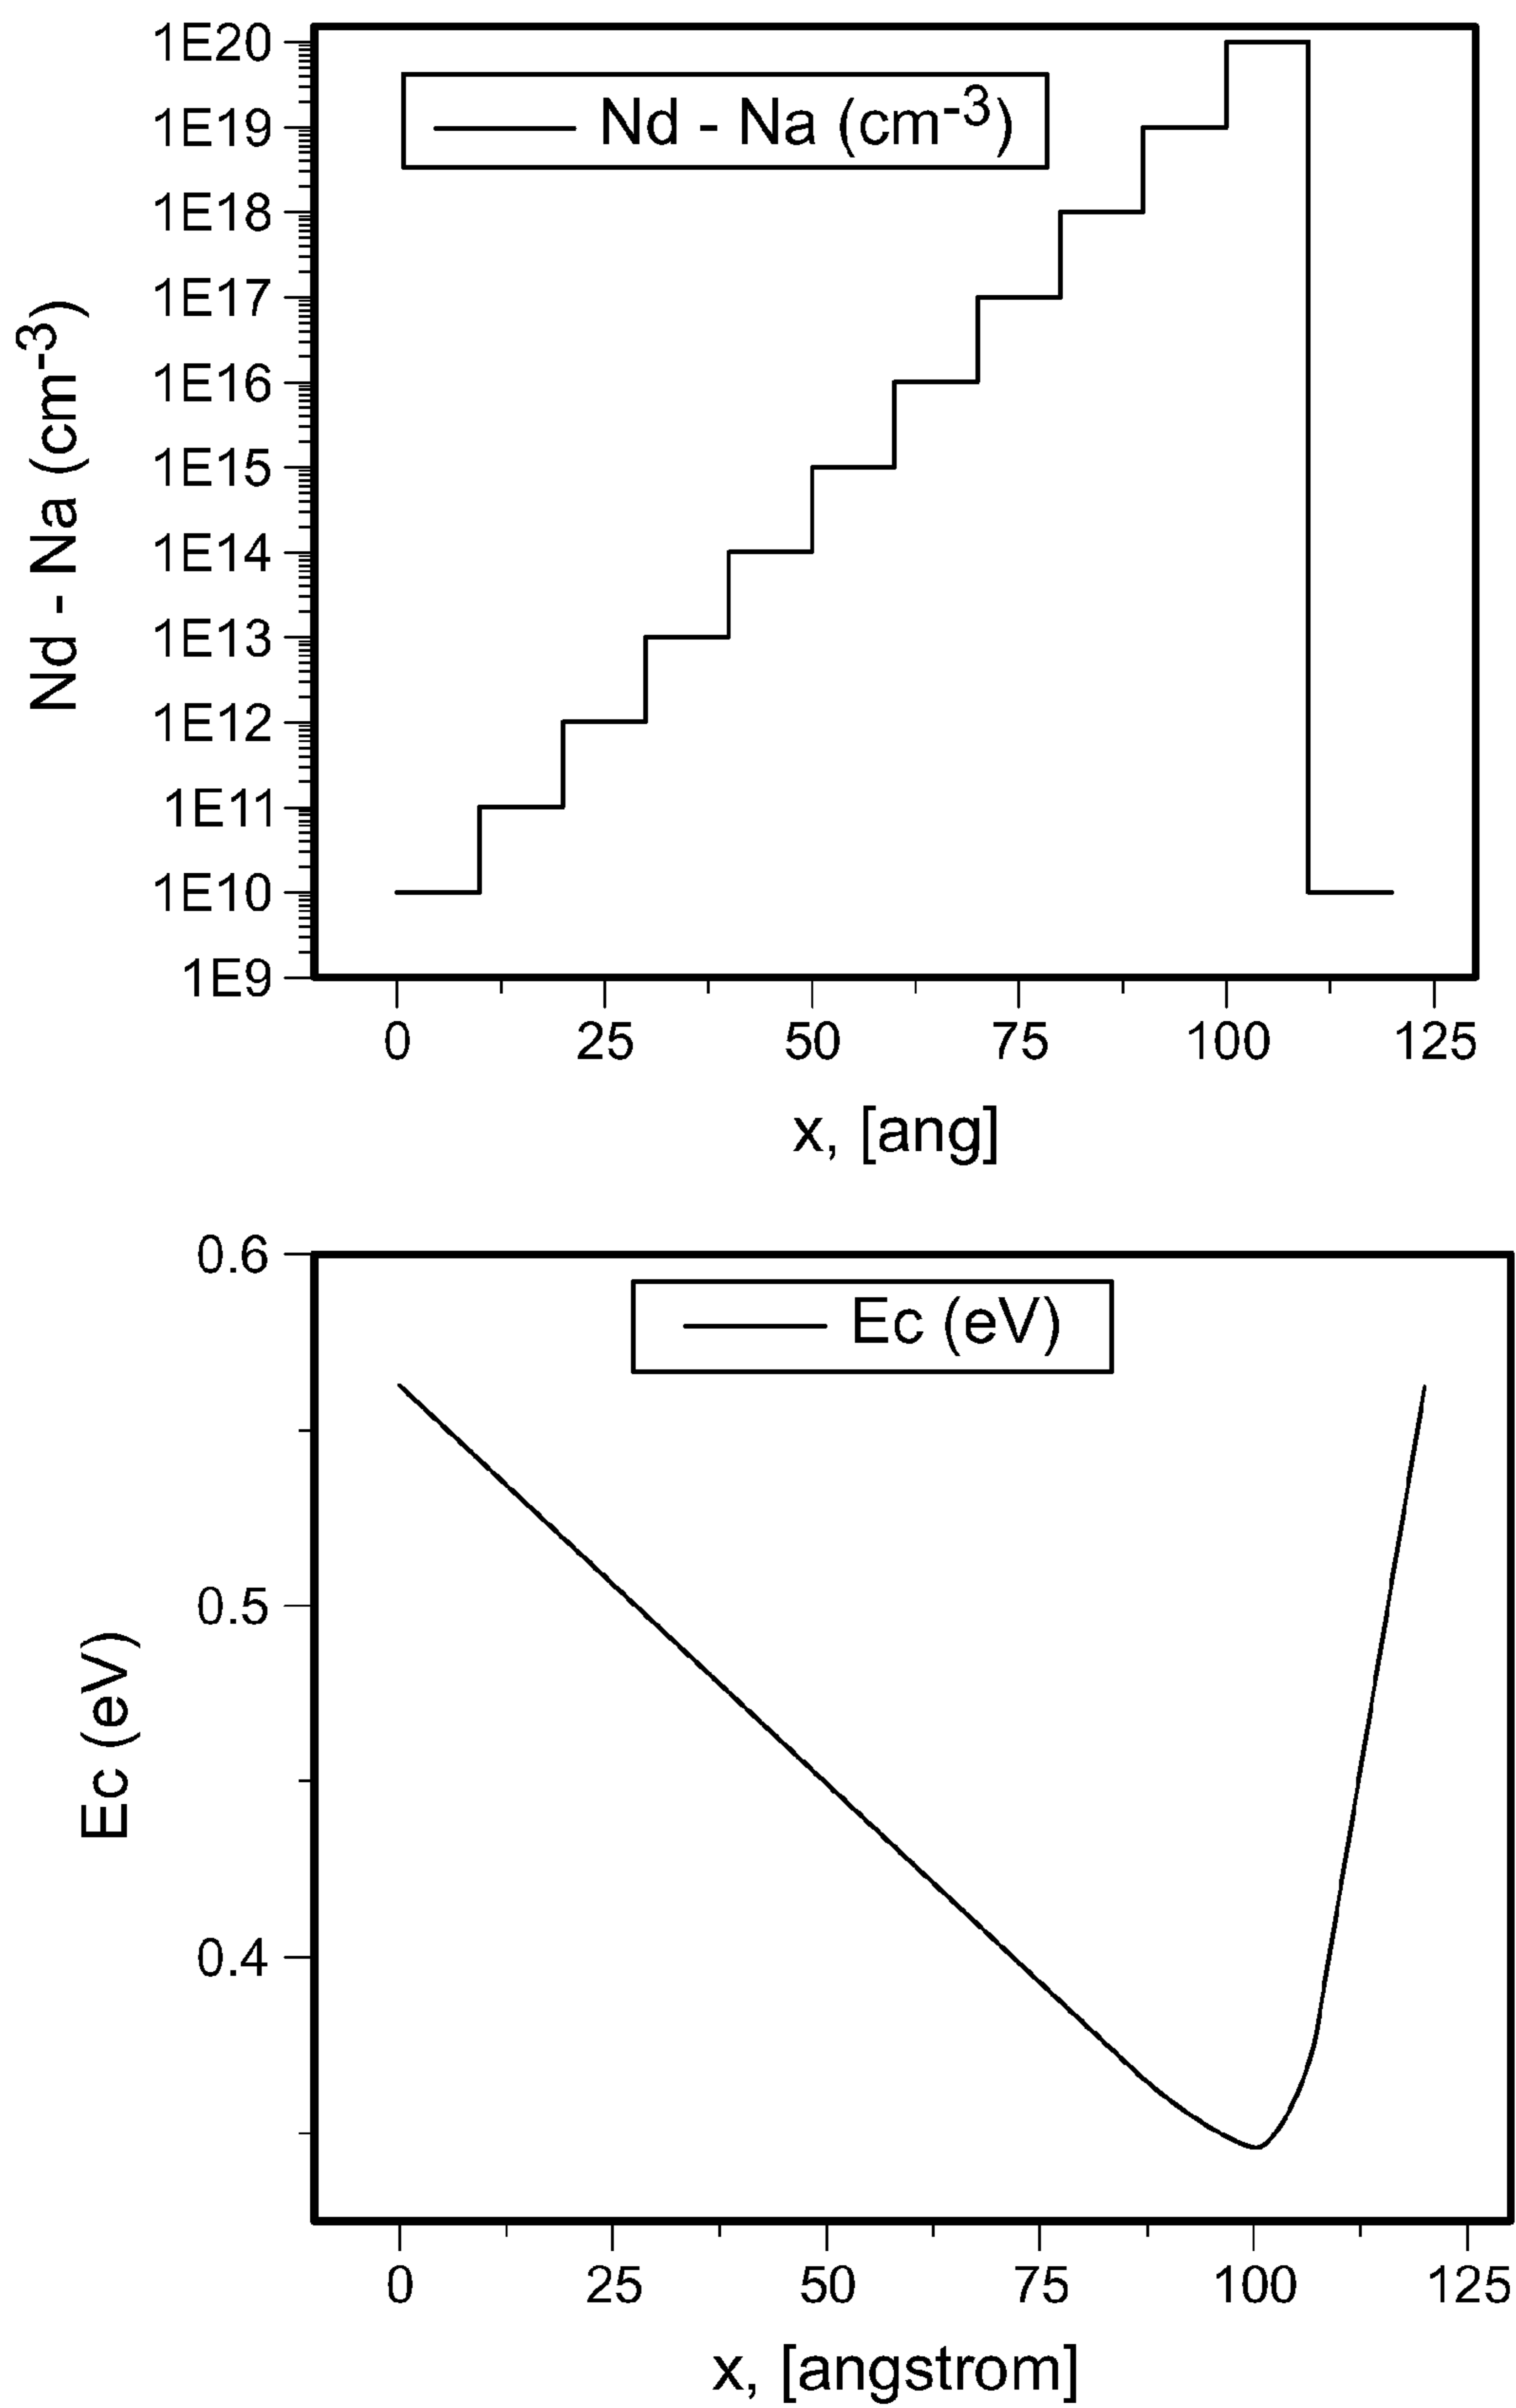 1E20
1E19
1E18
1E17
1E16
1E15
1E14
1E13
1E12
1E11
1E10
1E9
Nd - Na (cm⁻³)
Nd - Na (cm⁻³)
0 25 50 75 100 125
x, [ang]
0.6
0.5
0.4
Ec (eV)
Ec (eV)
0 25 50 75 100 125
x, [angstrom]